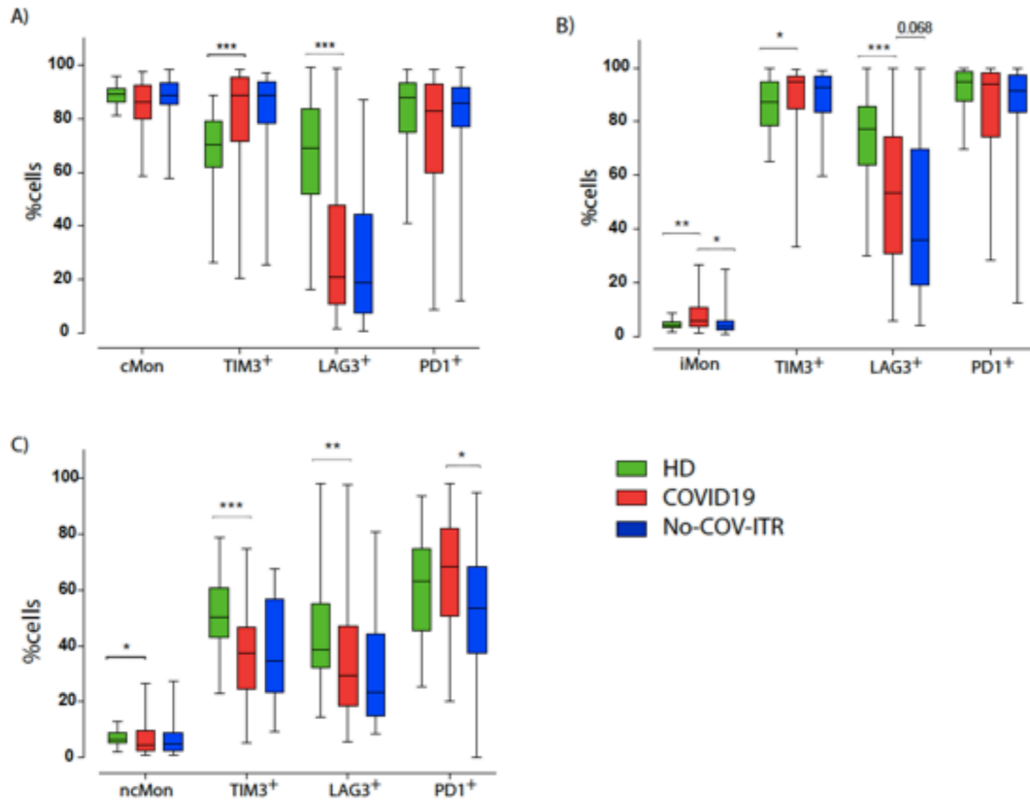 A)
***
***
100
80
60
40
20
0
%cells
cMon TIM3+ LAG3+ PD1+
B)
0.068
*
***
100
80
60
40
20
0
%cells
**
*
iMon TIM3+ LAG3+ PD1+
C)
**
*
***
100
80
60
40
20
0
%cells
*
ncMon TIM3+ LAG3+ PD1+
HD
COVID19
No-COV-ITR